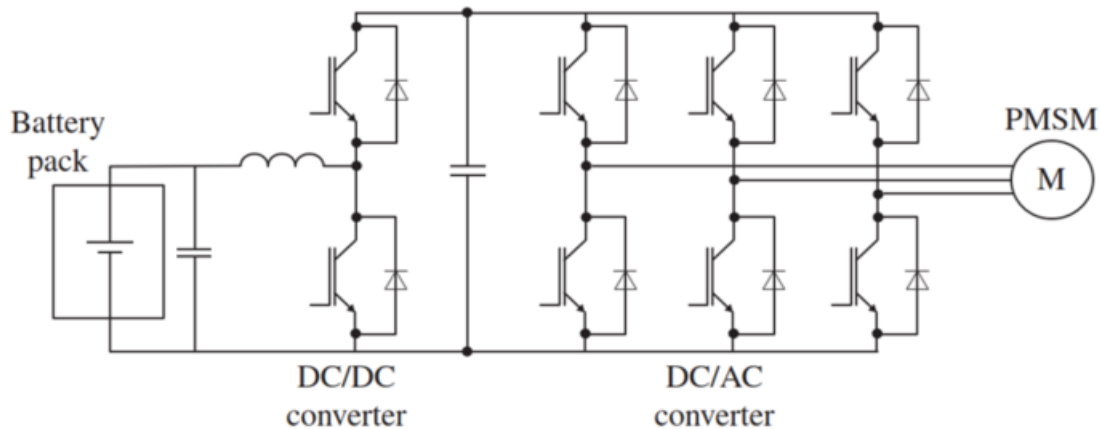 Battery
pack
PMSM
M
DC/DC
converter
DC/AC
converter